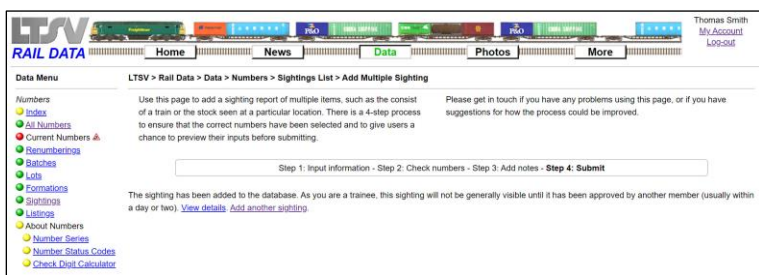 LTSV
RAIL DATA
Freightliner
P&O
P&O
Thomas Smith
My Account
Log-out
Home
News
Data
Photos
More
Data Menu
Numbers
Index
All Numbers
Current Numbers
Renumberings
Batches
Lots
Formations
Sightings
Listings
About Numbers
Number Series
Number Status Codes
Check Digit Calculator
LTSV > Rail Data > Data > Numbers > Sightings List > Add Multiple Sighting
Use this page to add a sighting report of multiple items, such as the consist
of a train or the stock seen at a particular location. There is a 4-step process
to ensure that the correct numbers have been selected and to give users a
chance to preview their inputs before submitting.
Please get in touch if you have any problems using this page, or if you have
suggestions for how the process could be improved.
Step 1: Input information - Step 2: Check numbers - Step 3: Add notes - Step 4: Submit
The sighting has been added to the database. As you are a trainee, this sighting will not be generally visible until it has been approved by another member (usually within
a day or two). View details. Add another sighting.